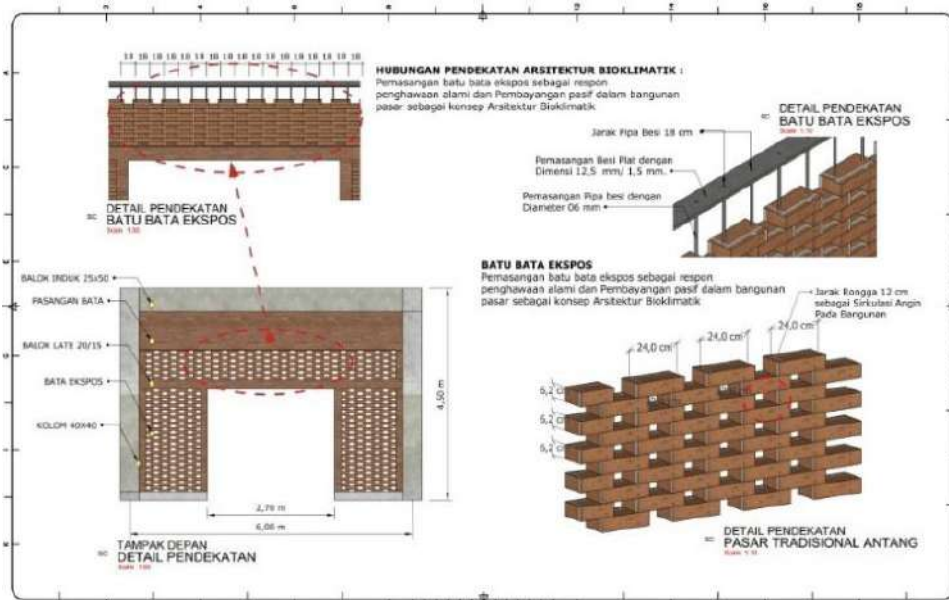 HUBUNGAN PENDEKATAN ARSITEKTUR BIOKLIMATIK :
Pemasangan batu bata ekspos sebagai respon
penghawaan alami dan Pembayangan pasif dalam bangunan
pasar sebagai konsep Arsitektur Bioklimatik
DETAIL PENDEKATAN
BATU BATA EKSPOS
DETAIL PENDEKATAN
BATU BATA EKSPOS
Jarak Pipa Besi 18 cm
Pemasangan Besi Plat dengan
Dimensi 12,5 mm/ 1,5 mm.
Pemasangan Pipa besi dengan
Diameter 06 mm
BALOK INDUK 25x50
PASANGAN BATA
BALOK LATE 20/15
BATA EKSPOS
KOLOM 40X40
4,50 m
2,70 m
6,00 m
TAMPAK DEPAN
DETAIL PENDEKATAN
BATU BATA EKSPOS
Pemasangan batu bata ekspos sebagai respon
penghawaan alami dan Pembayangan pasif dalam bangunan
pasar sebagai konsep Arsitektur Bioklimatik
Jarak Rongga 12 cm
sebagai Sirkulasi Angin
Pada Bangunan
24,0 cm
24,0 cm
24,0 cm
6,2 cm
6,2 cm
DETAIL PENDEKATAN
PASAR TRADISIONAL ANTANG